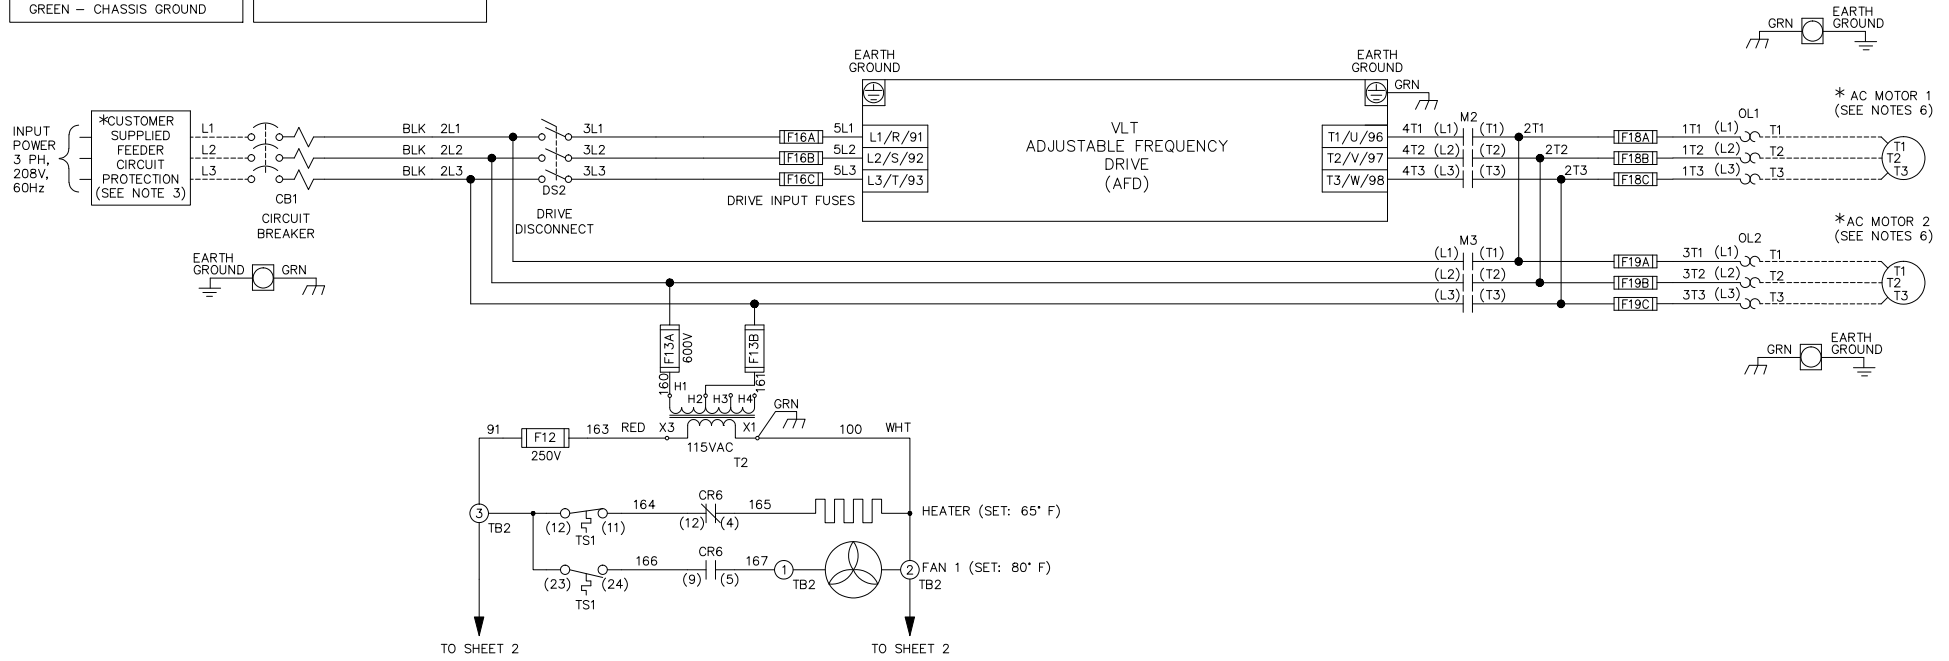 GREEN – CHASSIS GROUND
GRN
EARTH
GROUND
EARTH
GROUND
EARTH
GROUND
GRN
* AC MOTOR 1
(SEE NOTES 6)
INPUT
POWER
3 PH,
208V,
60Hz
*CUSTOMER
SUPPLIED
FEEDER
CIRCUIT
PROTECTION
(SEE NOTE 3)
L1
L2
L3
CB1
CIRCUIT
BREAKER
BLK 2L1
BLK 2L2
BLK 2L3
DS2
DRIVE
DISCONNECT
3L1
3L2
3L3
F16A
F16B
F16C
5L1
5L2
5L3
DRIVE INPUT FUSES
L1/R/91
L2/S/92
L3/T/93
VLT
ADJUSTABLE FREQUENCY
DRIVE
(AFD)
T1/U/96
T2/V/97
T3/W/98
M2
4T1 (L1) (T1) 2T1
4T2 (L2) (T2) 2T2
4T3 (L3) (T3) 2T3
F18A
F18B
F18C
OL1
1T1 (L1) T1
1T2 (L2) T2
1T3 (L3) T3
T1
T2
T3
*AC MOTOR 2
(SEE NOTES 6)
EARTH
GROUND
GRN
M3
(L1) (T1)
(L2) (T2)
(L3) (T3)
F19A
F19B
F19C
OL2
3T1 (L1) T1
3T2 (L2) T2
3T3 (L3) T3
T1
T2
T3
GRN
EARTH
GROUND
F13A
600V
F13B
160
161
H1
H2 H3 H4
GRN
91
F12
250V
163 RED X3
X1
100 WHT
115VAC
T2
3
TB2
(12) (11)
TS1
164
CR6
(12) (4)
165
HEATER (SET: 65° F)
(23) (24)
TS1
166
CR6
(9) (5)
167
1
TB2
2
TB2
FAN 1 (SET: 80° F)
TO SHEET 2
TO SHEET 2